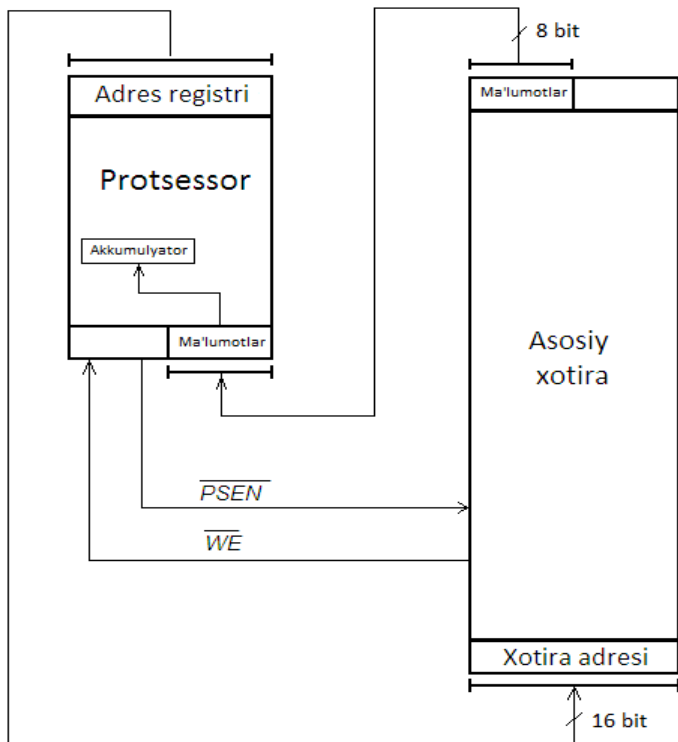 8 bit
Adres registri
Ma'lumotlar
Protsessor
Akkumulyator
Ma'lumotlar
Asosiy
xotira
PSEN
WE
Xotira adresi
16 bit